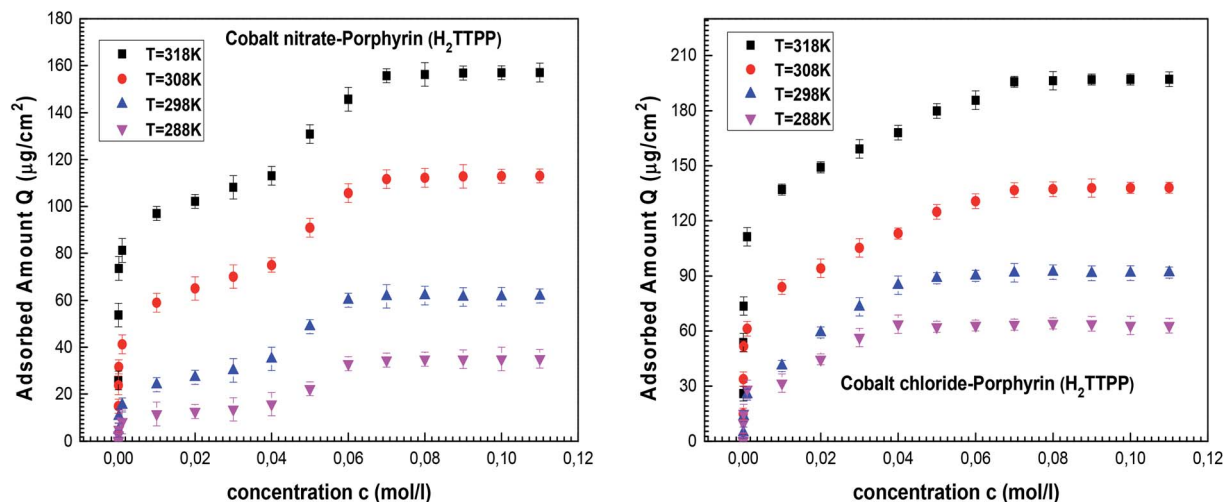 Cobalt nitrate-Porphyrin (H₂TTPP)
T=318K
T=308K
T=298K
T=288K
Adsorbed Amount Q (µg/cm²)
180
160
140
120
100
80
60
40
20
0
0,00 0,02 0,04 0,06 0,08 0,10 0,12
concentration c (mol/l)
T=318K
T=308K
T=298K
T=288K
Adsorbed Amount Q (µg/cm²)
210
180
150
120
90
60
30
0
Cobalt chloride-Porphyrin (H₂TTPP)
0,00 0,02 0,04 0,06 0,08 0,10 0,12
concentration c (mol/l)